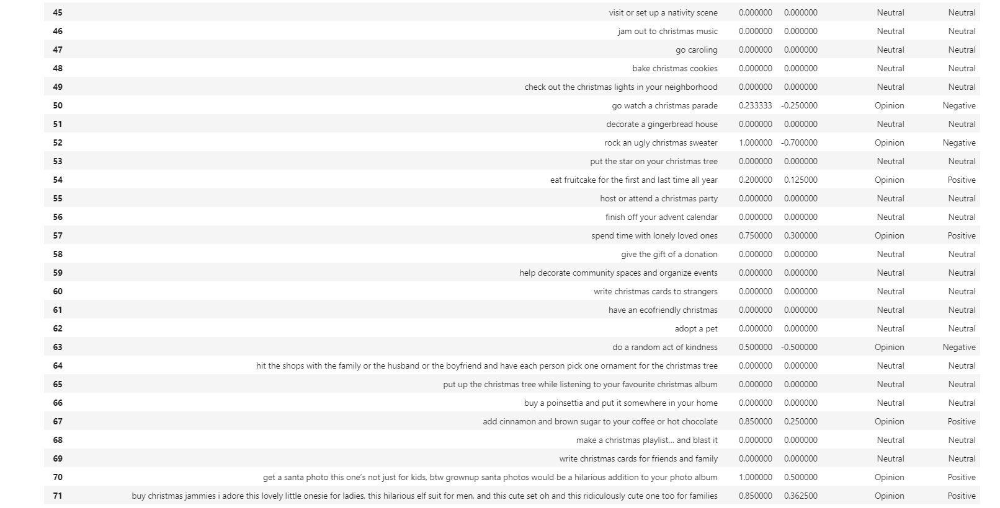 45 visit or set up a nativity scene 0.000000 0.000000 Neutral Neutral
46 jam out to christmas music 0.000000 0.000000 Neutral Neutral
47 go caroling 0.000000 0.000000 Neutral Neutral
48 bake christmas cookies 0.000000 0.000000 Neutral Neutral
49 check out the christmas lights in your neighborhood 0.000000 0.000000 Neutral Neutral
50 go watch a christmas parade 0.233333 -0.250000 Opinion Negative
51 decorate a gingerbread house 0.000000 0.000000 Neutral Neutral
52 rock an ugly christmas sweater 1.000000 -0.700000 Opinion Negative
53 put the star on your christmas tree 0.000000 0.000000 Neutral Neutral
54 eat fruitcake for the first and last time all year 0.200000 0.125000 Opinion Positive
55 host or attend a christmas party 0.000000 0.000000 Neutral Neutral
56 finish off your advent calendar 0.000000 0.000000 Neutral Neutral
57 spend time with lonely loved ones 0.750000 0.300000 Opinion Positive
58 give the gift of a donation 0.000000 0.000000 Neutral Neutral
59 help decorate community spaces and organize events 0.000000 0.000000 Neutral Neutral
60 write christmas cards to strangers 0.000000 0.000000 Neutral Neutral
61 have an ecofriendly christmas 0.000000 0.000000 Neutral Neutral
62 adopt a pet 0.000000 0.000000 Neutral Neutral
63 do a random act of kindness 0.500000 -0.500000 Opinion Negative
64 hit the shops with the family or the husband or the boyfriend and have each person pick one ornament for the christmas tree 0.000000 0.000000 Neutral Neutral
65 put up the christmas tree while listening to your favourite christmas album 0.000000 0.000000 Neutral Neutral
66 buy a poinsettia and put it somewhere in your home 0.000000 0.000000 Neutral Neutral
67 add cinnamon and brown sugar to your coffee or hot chocolate 0.850000 0.250000 Opinion Positive
68 make a christmas playlist... and blast it 0.000000 0.000000 Neutral Neutral
69 write christmas cards for friends and family 0.000000 0.000000 Neutral Neutral
70 get a santa photo this one's not just for kids, btw grownup santa photos would be a hilarious addition to your photo album 1.000000 0.500000 Opinion Positive
71 buy christmas jammies i adore this lovely little onesie for ladies, this hilarious elf suit for men, and this cute set oh and this ridiculously cute one too for families 0.850000 0.362500 Opinion Positive